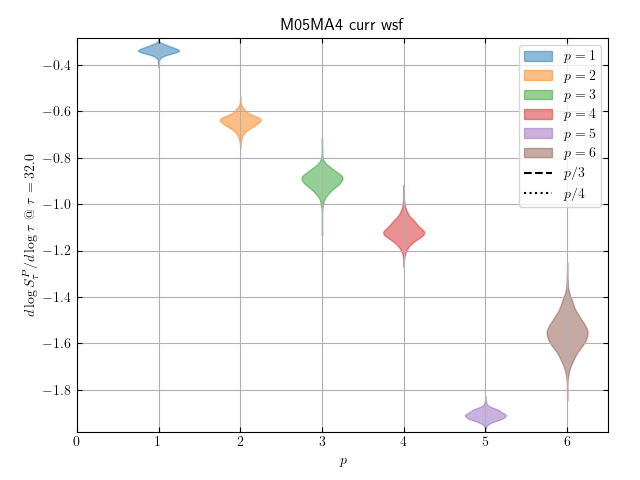 M05MA4 curr wsf
d log S_τ^P / d log τ @ τ = 32.0
−0.4
−0.6
−0.8
−1.0
−1.2
−1.4
−1.6
−1.8
0 1 2 3 4 5 6
p
p = 1
p = 2
p = 3
p = 4
p = 5
p = 6
p/3
p/4